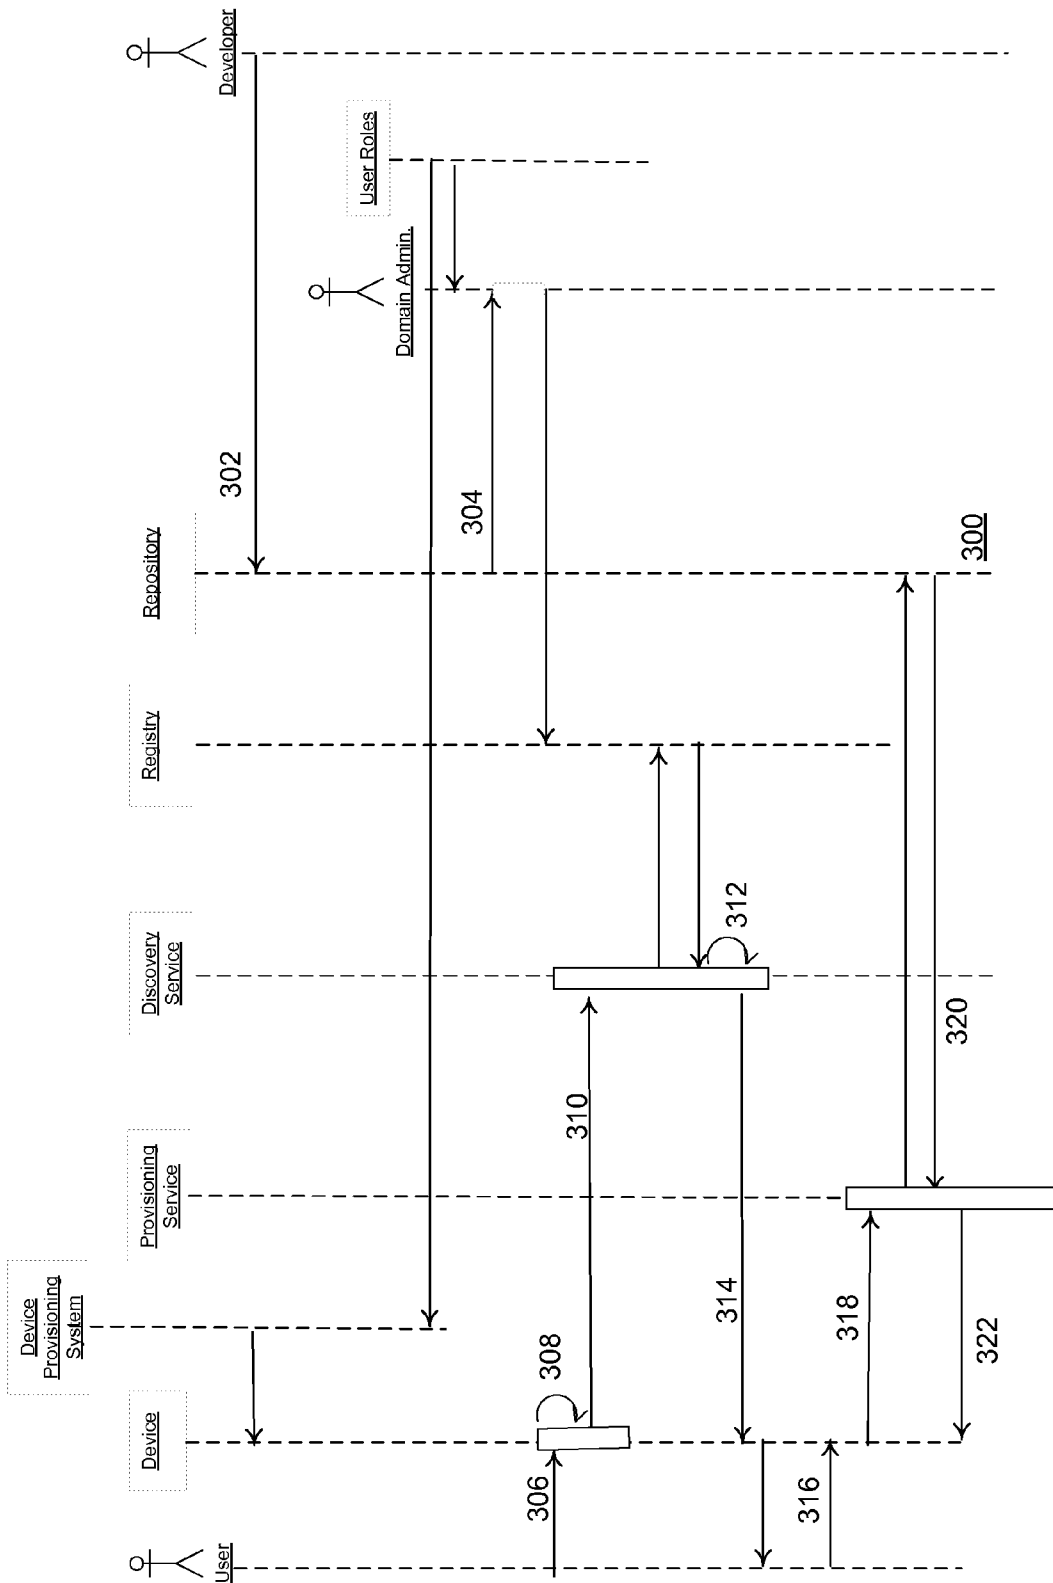 User
Device
Device
Provisioning
System
Provisioning
Service
Discovery
Service
Registry
Repository
Domain Admin.
User Roles
Developer
302
304
306
308
310
312
314
316
318
320
322
300